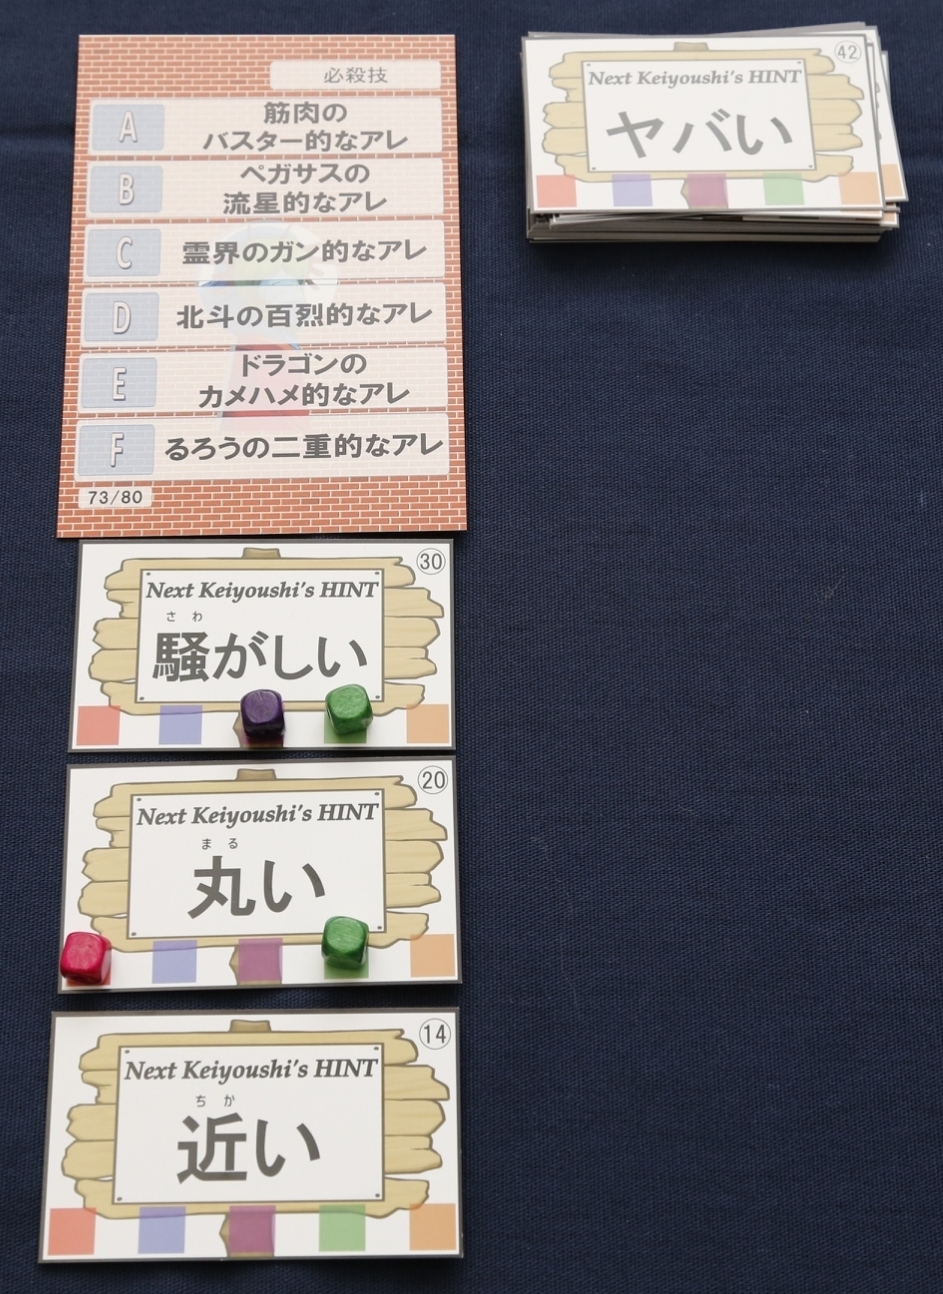 必殺技
A
筋肉の
バスター的なアレ
B
ペガサスの
流星的なアレ
C
霊界のガン的なアレ
D
北斗の百烈的なアレ
E
ドラゴンの
カメハメ的なアレ
F
るろうの二重的なアレ
73/80
㊷
Next Keiyoushi's HINT
ヤバい
㉚
Next Keiyoushi's HINT
さわ
騒がしい
⑳
Next Keiyoushi's HINT
まる
丸い
⑭
Next Keiyoushi's HINT
ちか
近い